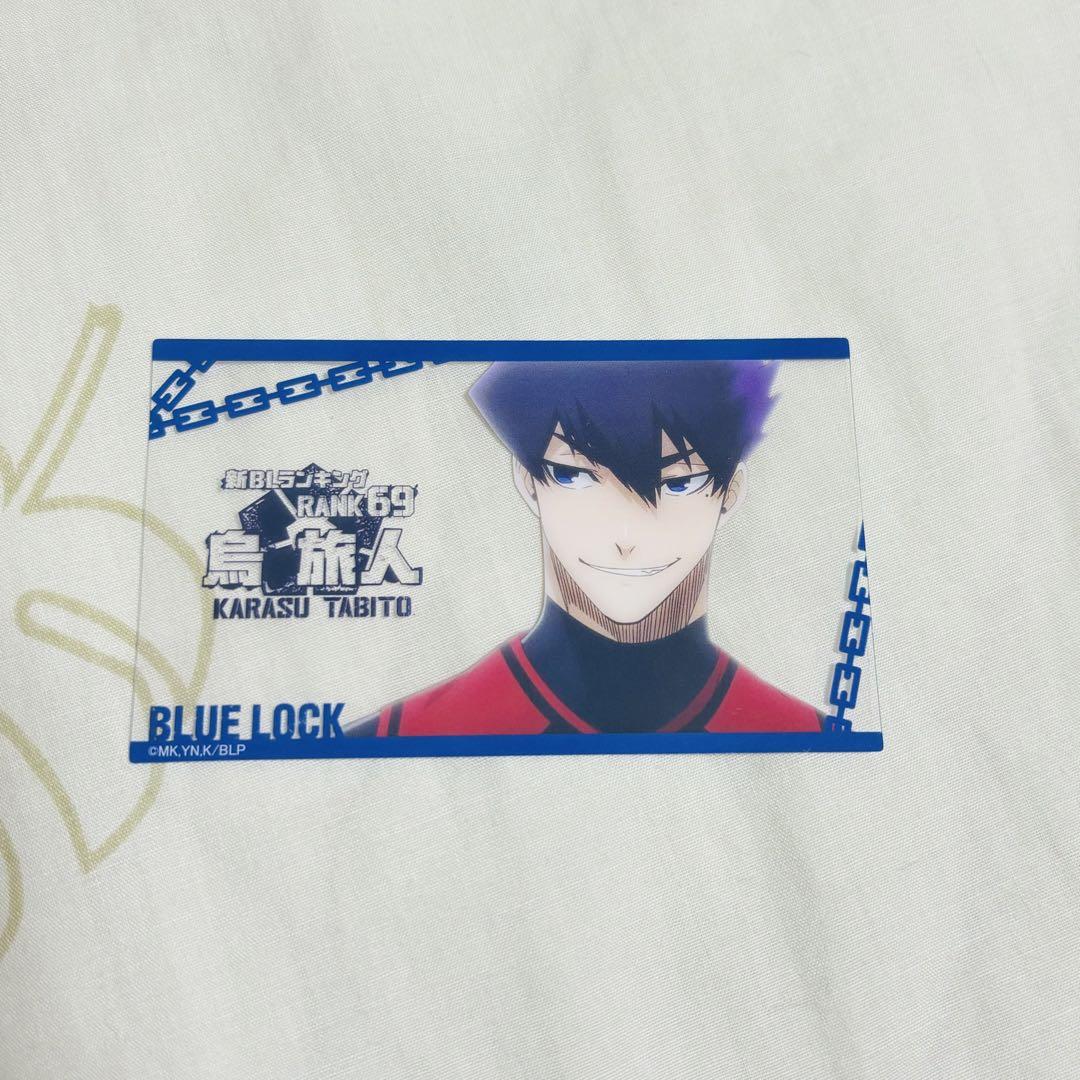 新BLランキング
RANK 69
烏 旅人
KARASU TABITO
BLUE LOCK
©MK,YN,K/BLP